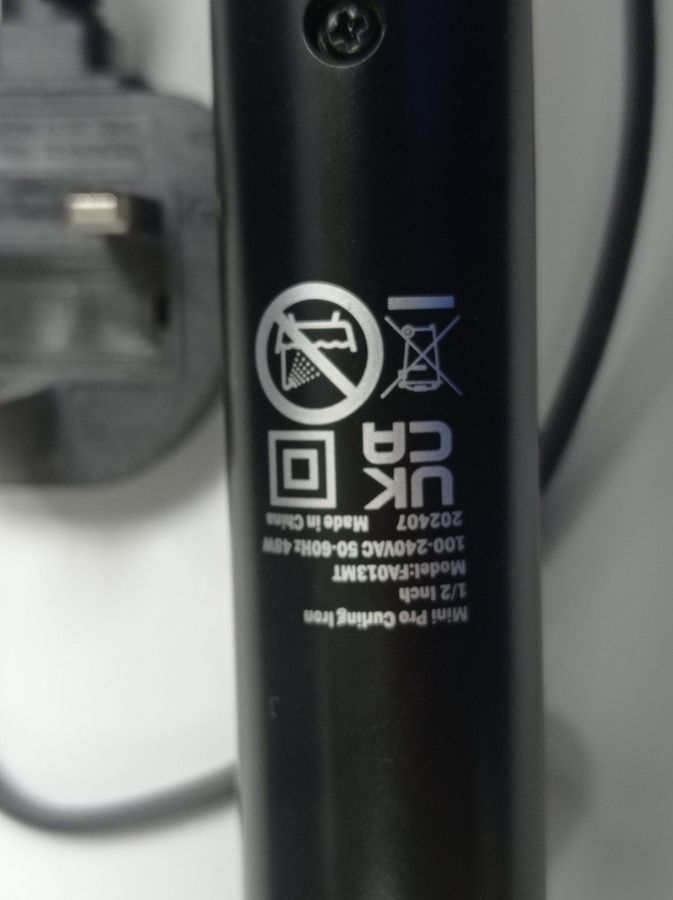 Mini Pro Curling Iron
1/2 Inch
Model:FA013MT
100-240VAC 50-60Hz 48W
202407 Made in China
UK
CA